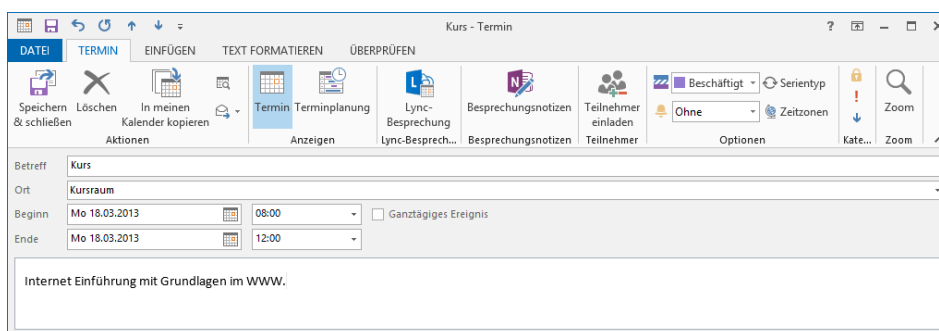 Kurs - Termin
DATEI TERMIN EINFÜGEN TEXT FORMATIEREN ÜBERPRÜFEN
Speichern & schließen
Löschen
In meinen Kalender kopieren
Aktionen
Termin
Terminplanung
Anzeigen
Lync-Besprechung
Lync-Besprech...
Besprechungsnotizen
Besprechungsnotizen
Teilnehmer einladen
Teilnehmer
Beschäftigt
Serientyp
Ohne
Zeitzonen
Optionen
Kate...
Zoom
Zoom
Betreff Kurs
Ort Kursraum
Beginn Mo 18.03.2013 08:00 Ganztägiges Ereignis
Ende Mo 18.03.2013 12:00
Internet Einführung mit Grundlagen im WWW.